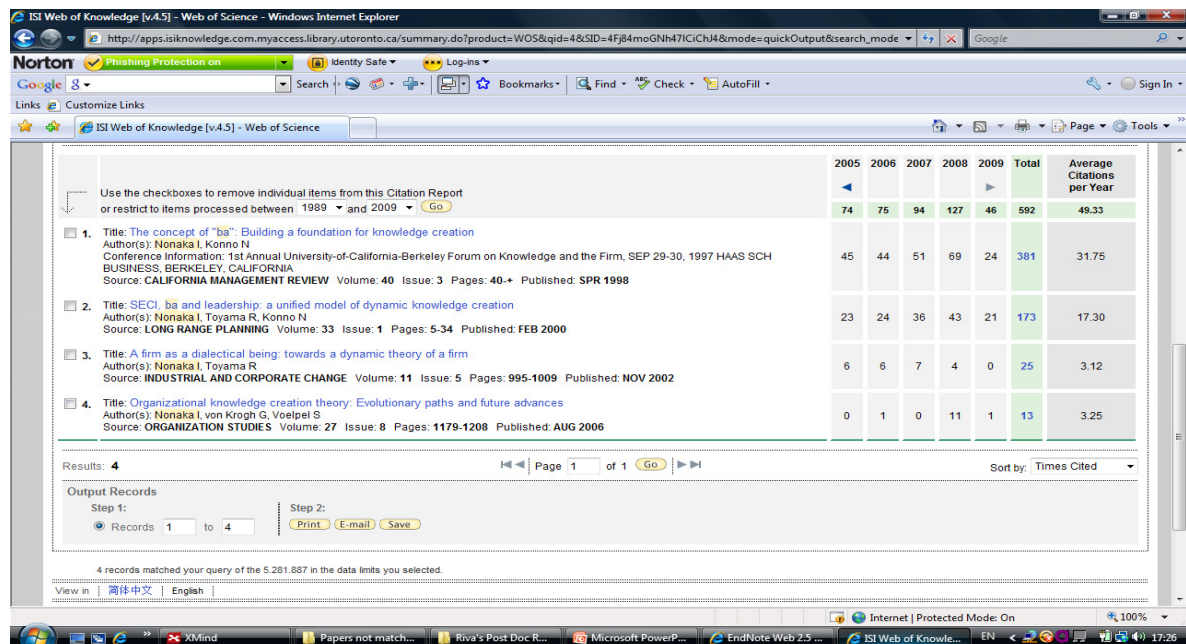 ISI Web of Knowledge [v.4.5] - Web of Science - Windows Internet Explorer
http://apps.isiknowledge.com.myaccess.library.utoronto.ca/summary.do?product=WOS&qid=4&SID=4Fj84moGNh47ICiChJ4&mode=quickOutput&search_mode Google
Norton Phishing Protection on Identity Safe Log-ins
Google Search Bookmarks Find Check AutoFill Sign In
Links Customize Links
ISI Web of Knowledge [v.4.5] - Web of Science Page Tools
2005 2006 2007 2008 2009 Total Average
Citations
per Year
Use the checkboxes to remove individual items from this Citation Report
or restrict to items processed between 1989 and 2009 Go
74 75 94 127 46 592 49.33
1. Title: The concept of "ba": Building a foundation for knowledge creation
Author(s): Nonaka I, Konno N
Conference Information: 1st Annual University-of-California-Berkeley Forum on Knowledge and the Firm, SEP 29-30, 1997 HAAS SCH
BUSINESS, BERKELEY, CALIFORNIA
Source: CALIFORNIA MANAGEMENT REVIEW Volume: 40 Issue: 3 Pages: 40-+ Published: SPR 1998
45 44 51 69 24 381 31.75
2. Title: SECI, ba and leadership: a unified model of dynamic knowledge creation
Author(s): Nonaka I, Toyama R, Konno N
Source: LONG RANGE PLANNING Volume: 33 Issue: 1 Pages: 5-34 Published: FEB 2000
23 24 36 43 21 173 17.30
3. Title: A firm as a dialectical being: towards a dynamic theory of a firm
Author(s): Nonaka I, Toyama R
Source: INDUSTRIAL AND CORPORATE CHANGE Volume: 11 Issue: 5 Pages: 995-1009 Published: NOV 2002
6 6 7 4 0 25 3.12
4. Title: Organizational knowledge creation theory: Evolutionary paths and future advances
Author(s): Nonaka I, von Krogh G, Voelpel S
Source: ORGANIZATION STUDIES Volume: 27 Issue: 8 Pages: 1179-1208 Published: AUG 2006
0 1 0 11 1 13 3.25
Results: 4 Page 1 of 1 Go Sort by: Times Cited
Output Records
Step 1: Step 2:
Records 1 to 4 Print E-mail Save
4 records matched your query of the 5.281.887 in the data limits you selected.
View in 简体中文 English
Internet | Protected Mode: On 100%
XMind Papers not match... Riva's Post Doc R... Microsoft PowerP... EndNote Web 2.5 ... ISI Web of Knowle... EN 17:26